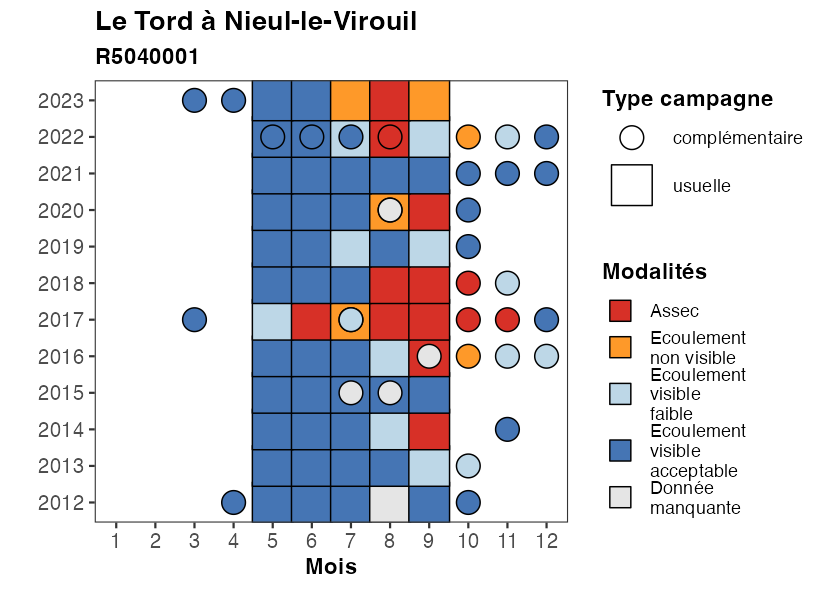 Le Tord à Nieul-le-Virouil
R5040001
2023
2022
2021
2020
2019
2018
2017
2016
2015
2014
2013
2012
1 2 3 4 5 6 7 8 9 10 11 12
Mois
Type campagne
complémentaire
usuelle
Modalités
Assec
Ecoulement
non visible
Ecoulement
visible
faible
Ecoulement
visible
acceptable
Donnée
manquante